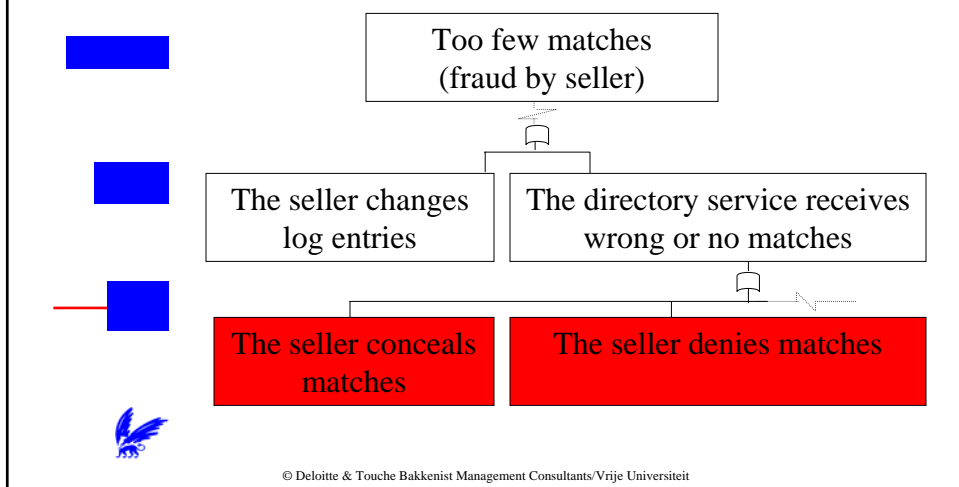 Too few matches
(fraud by seller)
The seller changes
log entries
The directory service receives
wrong or no matches
The seller conceals
matches
The seller denies matches
© Deloitte & Touche Bakkenist Management Consultants/Vrije Universiteit